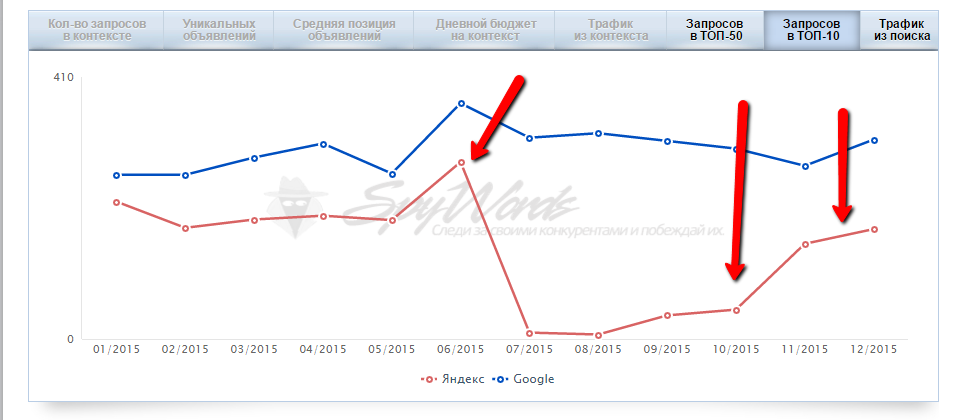 Кол-во запросов
в контексте
Уникальных
объявлений
Средняя позиция
объявлений
Дневной бюджет
на контекст
Трафик
из контекста
Запросов
в ТОП-50
Запросов
в ТОП-10
Трафик
из поиска
410
SpyWords
Следи за своими конкурентами и побеждай их.
0
01/2015 02/2015 03/2015 04/2015 05/2015 06/2015 07/2015 08/2015 09/2015 10/2015 11/2015 12/2015
Яндекс Google